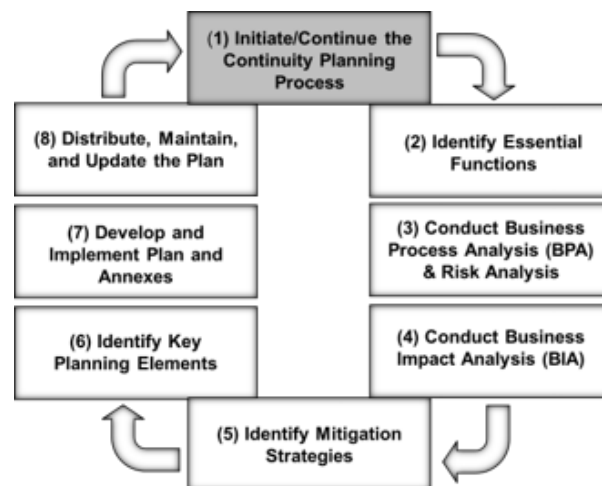 (1) Initiate/Continue the
Continuity Planning
Process
(2) Identify Essential
Functions
(3) Conduct Business
Process Analysis (BPA)
& Risk Analysis
(4) Conduct Business
Impact Analysis (BIA)
(5) Identify Mitigation
Strategies
(6) Identify Key
Planning Elements
(7) Develop and
Implement Plan and
Annexes
(8) Distribute, Maintain,
and Update the Plan